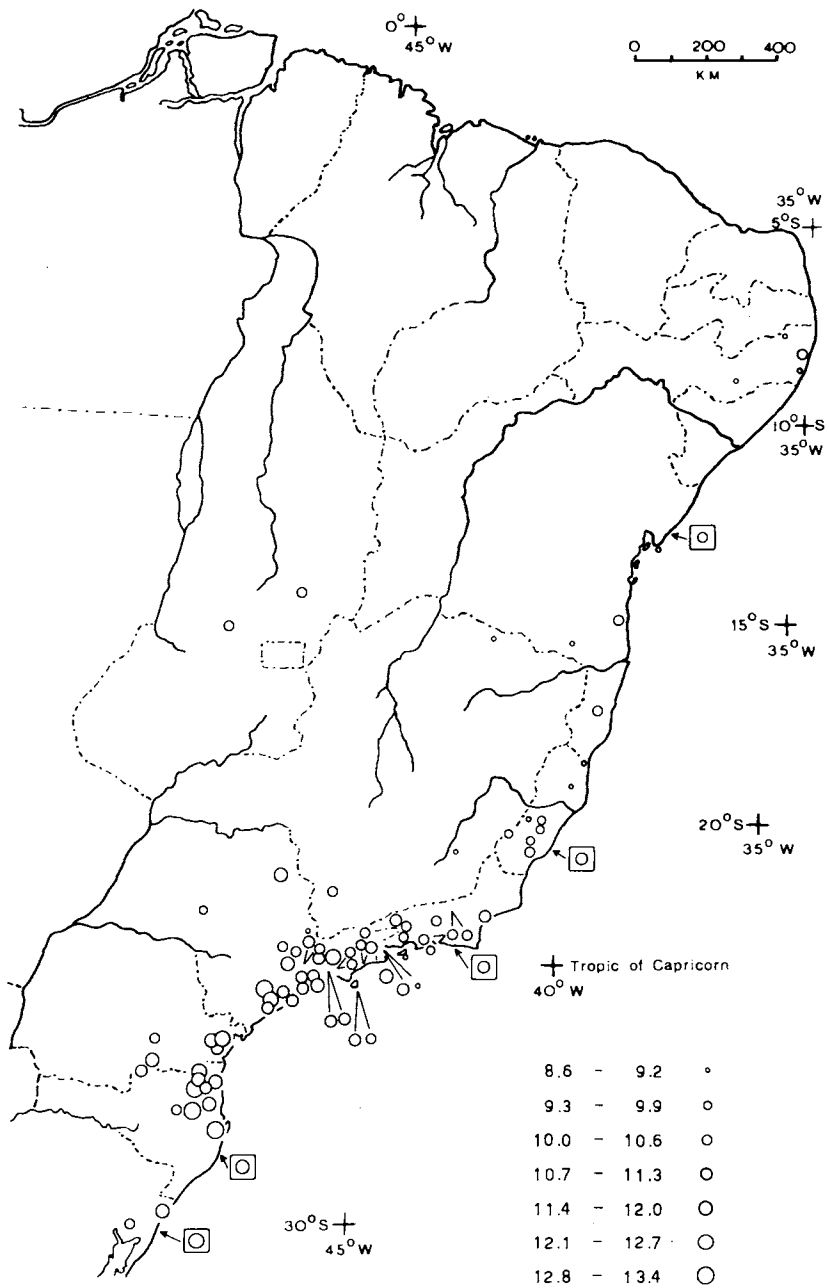 0°
45°W
0 200 400
KM
35°W
5°S
10°S
35°W
15°S
35°W
20°S
35°W
Tropic of Capricorn
40°W
8.6 - 9.2
9.3 - 9.9
10.0 - 10.6
10.7 - 11.3
11.4 - 12.0
12.1 - 12.7
12.8 - 13.4
30°S
45°W